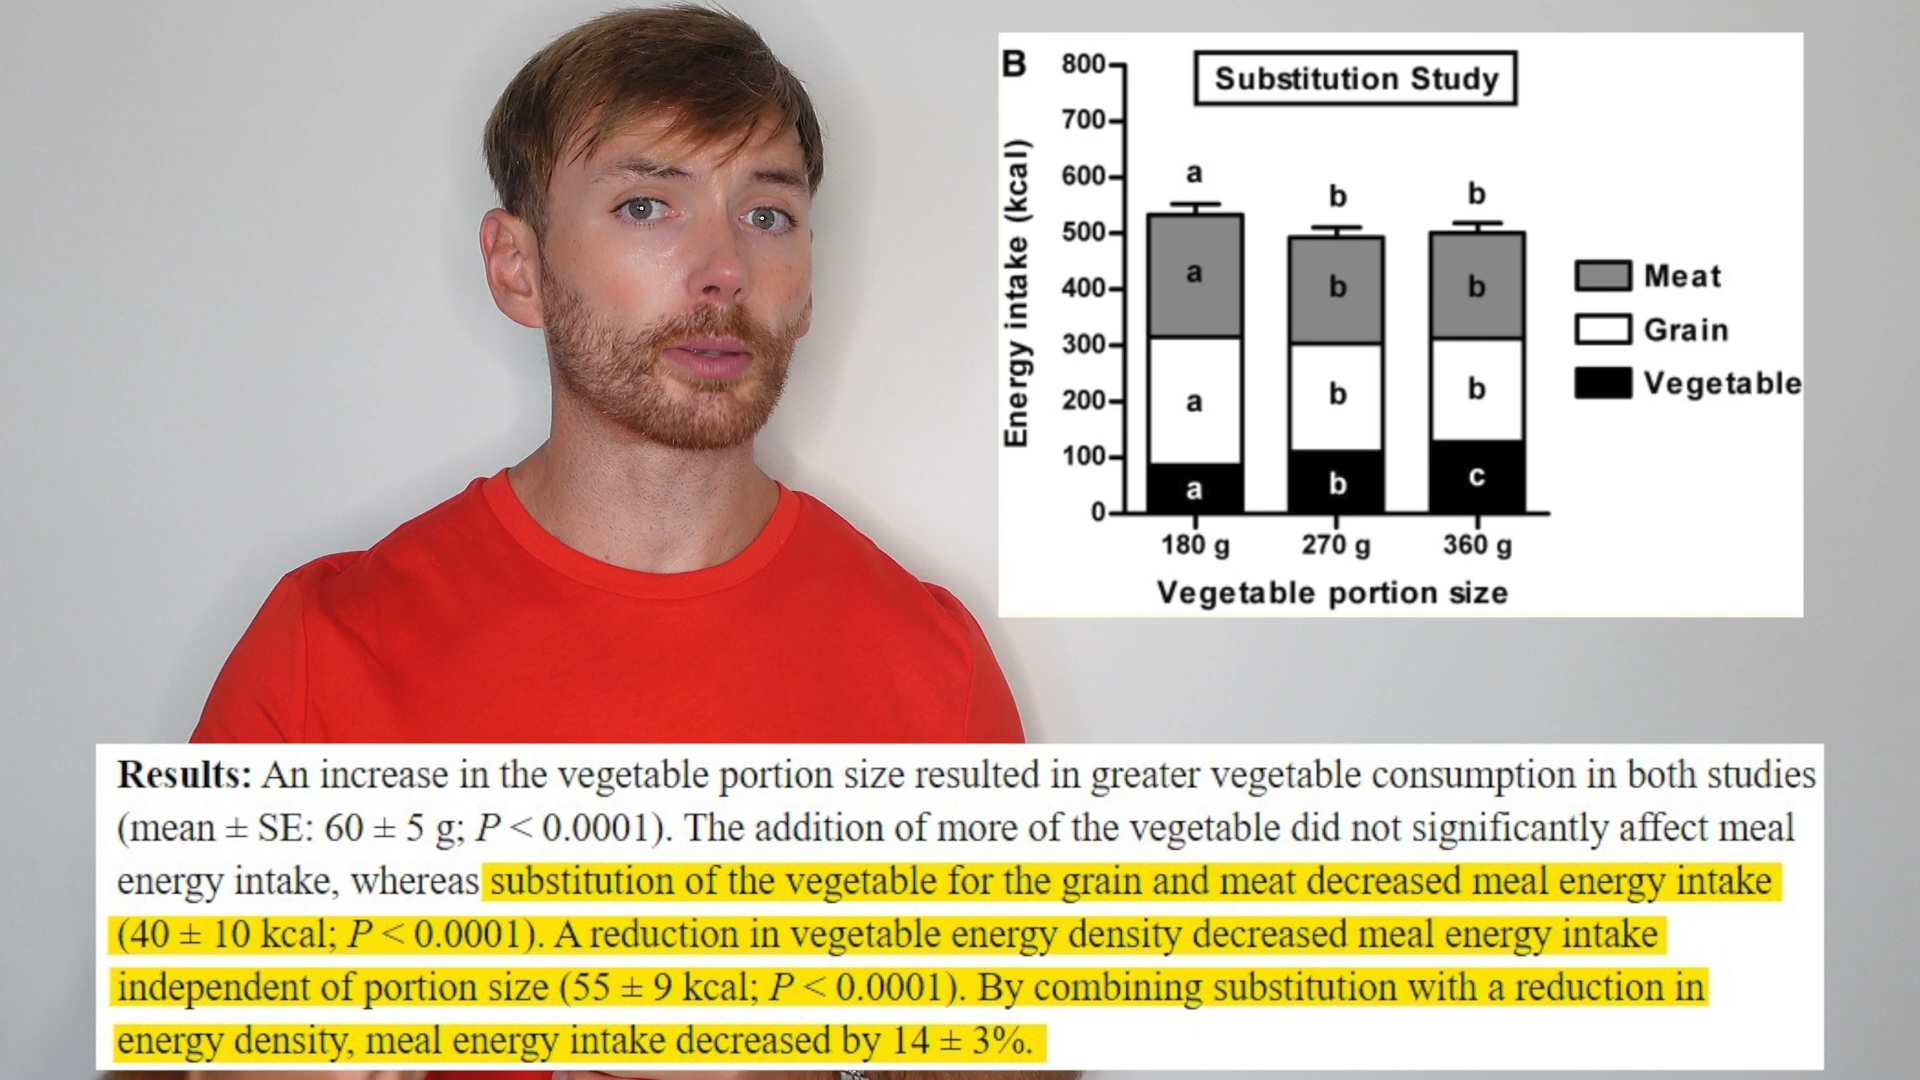 B
Substitution Study
800
700
600
500
400
300
200
100
0
Energy intake (kcal)
a
b
b
a
b
b
a
b
b
a
b
c
180 g
270 g
360 g
Vegetable portion size
Meat
Grain
Vegetable
Results: An increase in the vegetable portion size resulted in greater vegetable consumption in both studies
(mean ± SE: 60 ± 5 g; P < 0.0001). The addition of more of the vegetable did not significantly affect meal
energy intake, whereas substitution of the vegetable for the grain and meat decreased meal energy intake
(40 ± 10 kcal; P < 0.0001). A reduction in vegetable energy density decreased meal energy intake
independent of portion size (55 ± 9 kcal; P < 0.0001). By combining substitution with a reduction in
energy density, meal energy intake decreased by 14 ± 3%.